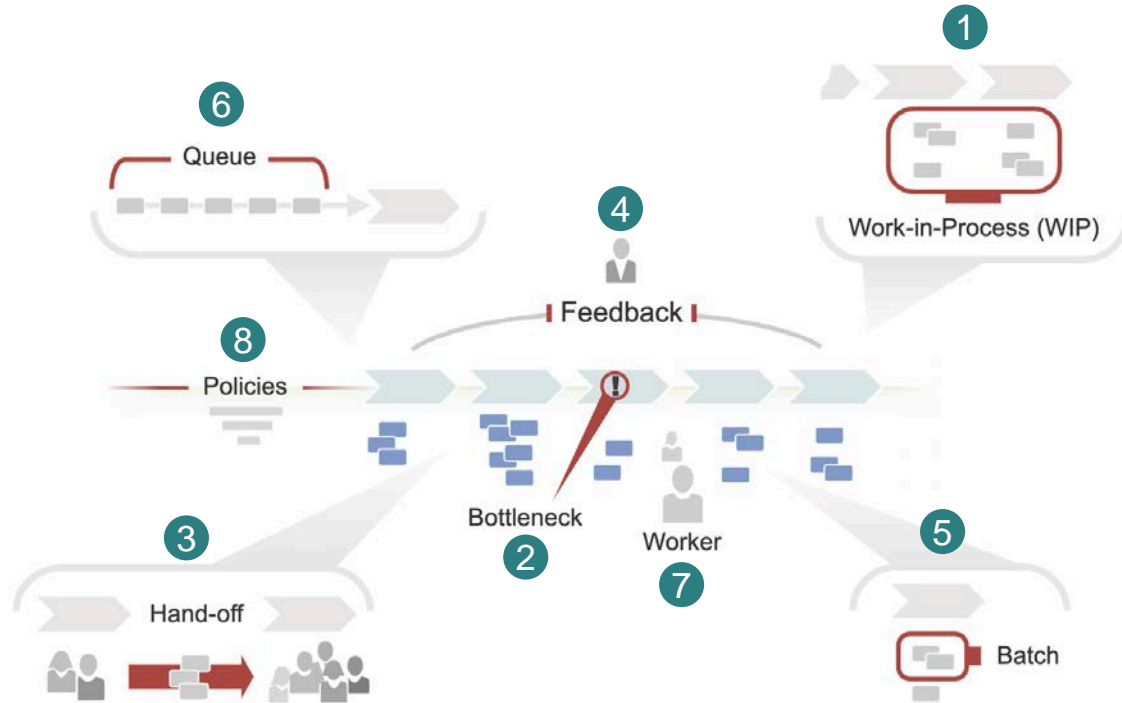 1
6
Queue
4
Work-in-Process (WIP)
Feedback
8
Policies
!
Bottleneck
2
Worker
7
3
Hand-off
5
Batch